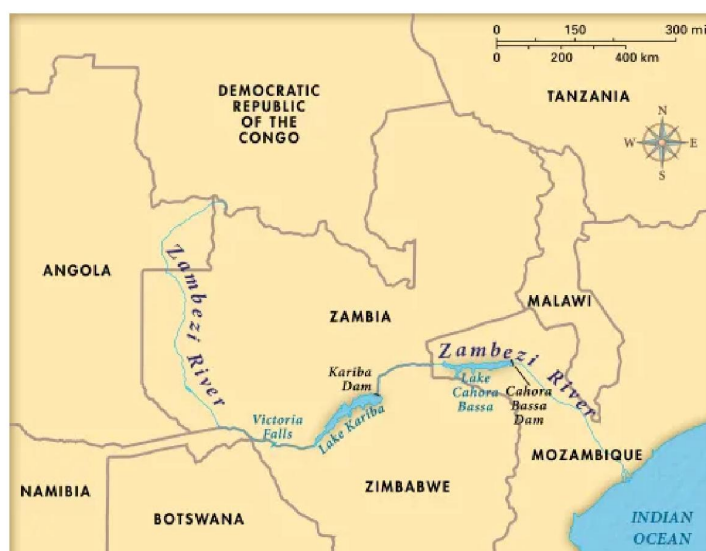 0 150 300 mi
0 200 400 km
DEMOCRATIC
REPUBLIC
OF THE
CONGO
TANZANIA
N
W E
S
ANGOLA
Zambezi River
ZAMBIA
MALAWI
Zambezi River
Kariba
Dam
Lake
Cahora
Bassa
Cahora
Bassa
Dam
Victoria
Falls
Lake Kariba
MOZAMBIQUE
NAMIBIA
ZIMBABWE
BOTSWANA
INDIAN
OCEAN